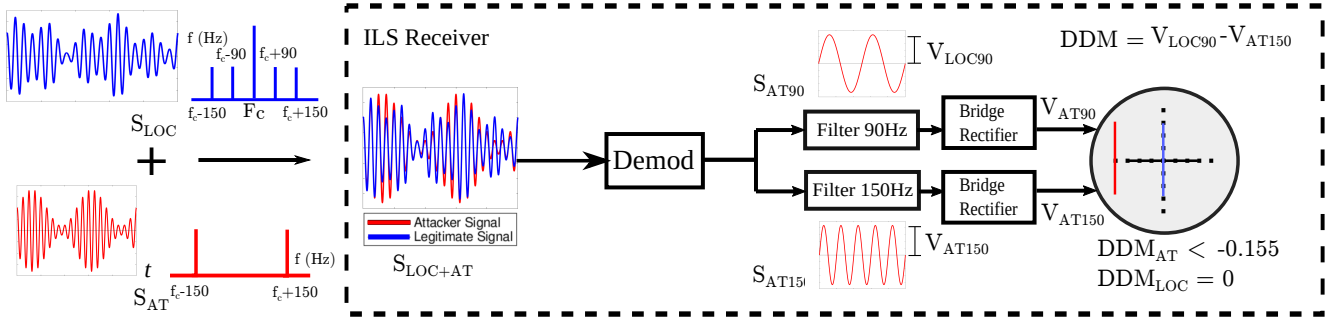 f (Hz)
f_c-90
f_c+90
f_c-150
F_c
f_c+150
S_LOC
+
t
S_AT
f (Hz)
f_c-150
f_c+150
ILS Receiver
Attacker Signal
Legitimate Signal
S_LOC+AT
Demod
S_AT90
V_LOC90
Filter 90Hz
Filter 150Hz
S_AT150
V_AT150
Bridge
Rectifier
Bridge
Rectifier
V_AT90
V_AT150
DDM = V_LOC90-V_AT150
DDM_AT < -0.155
DDM_LOC = 0